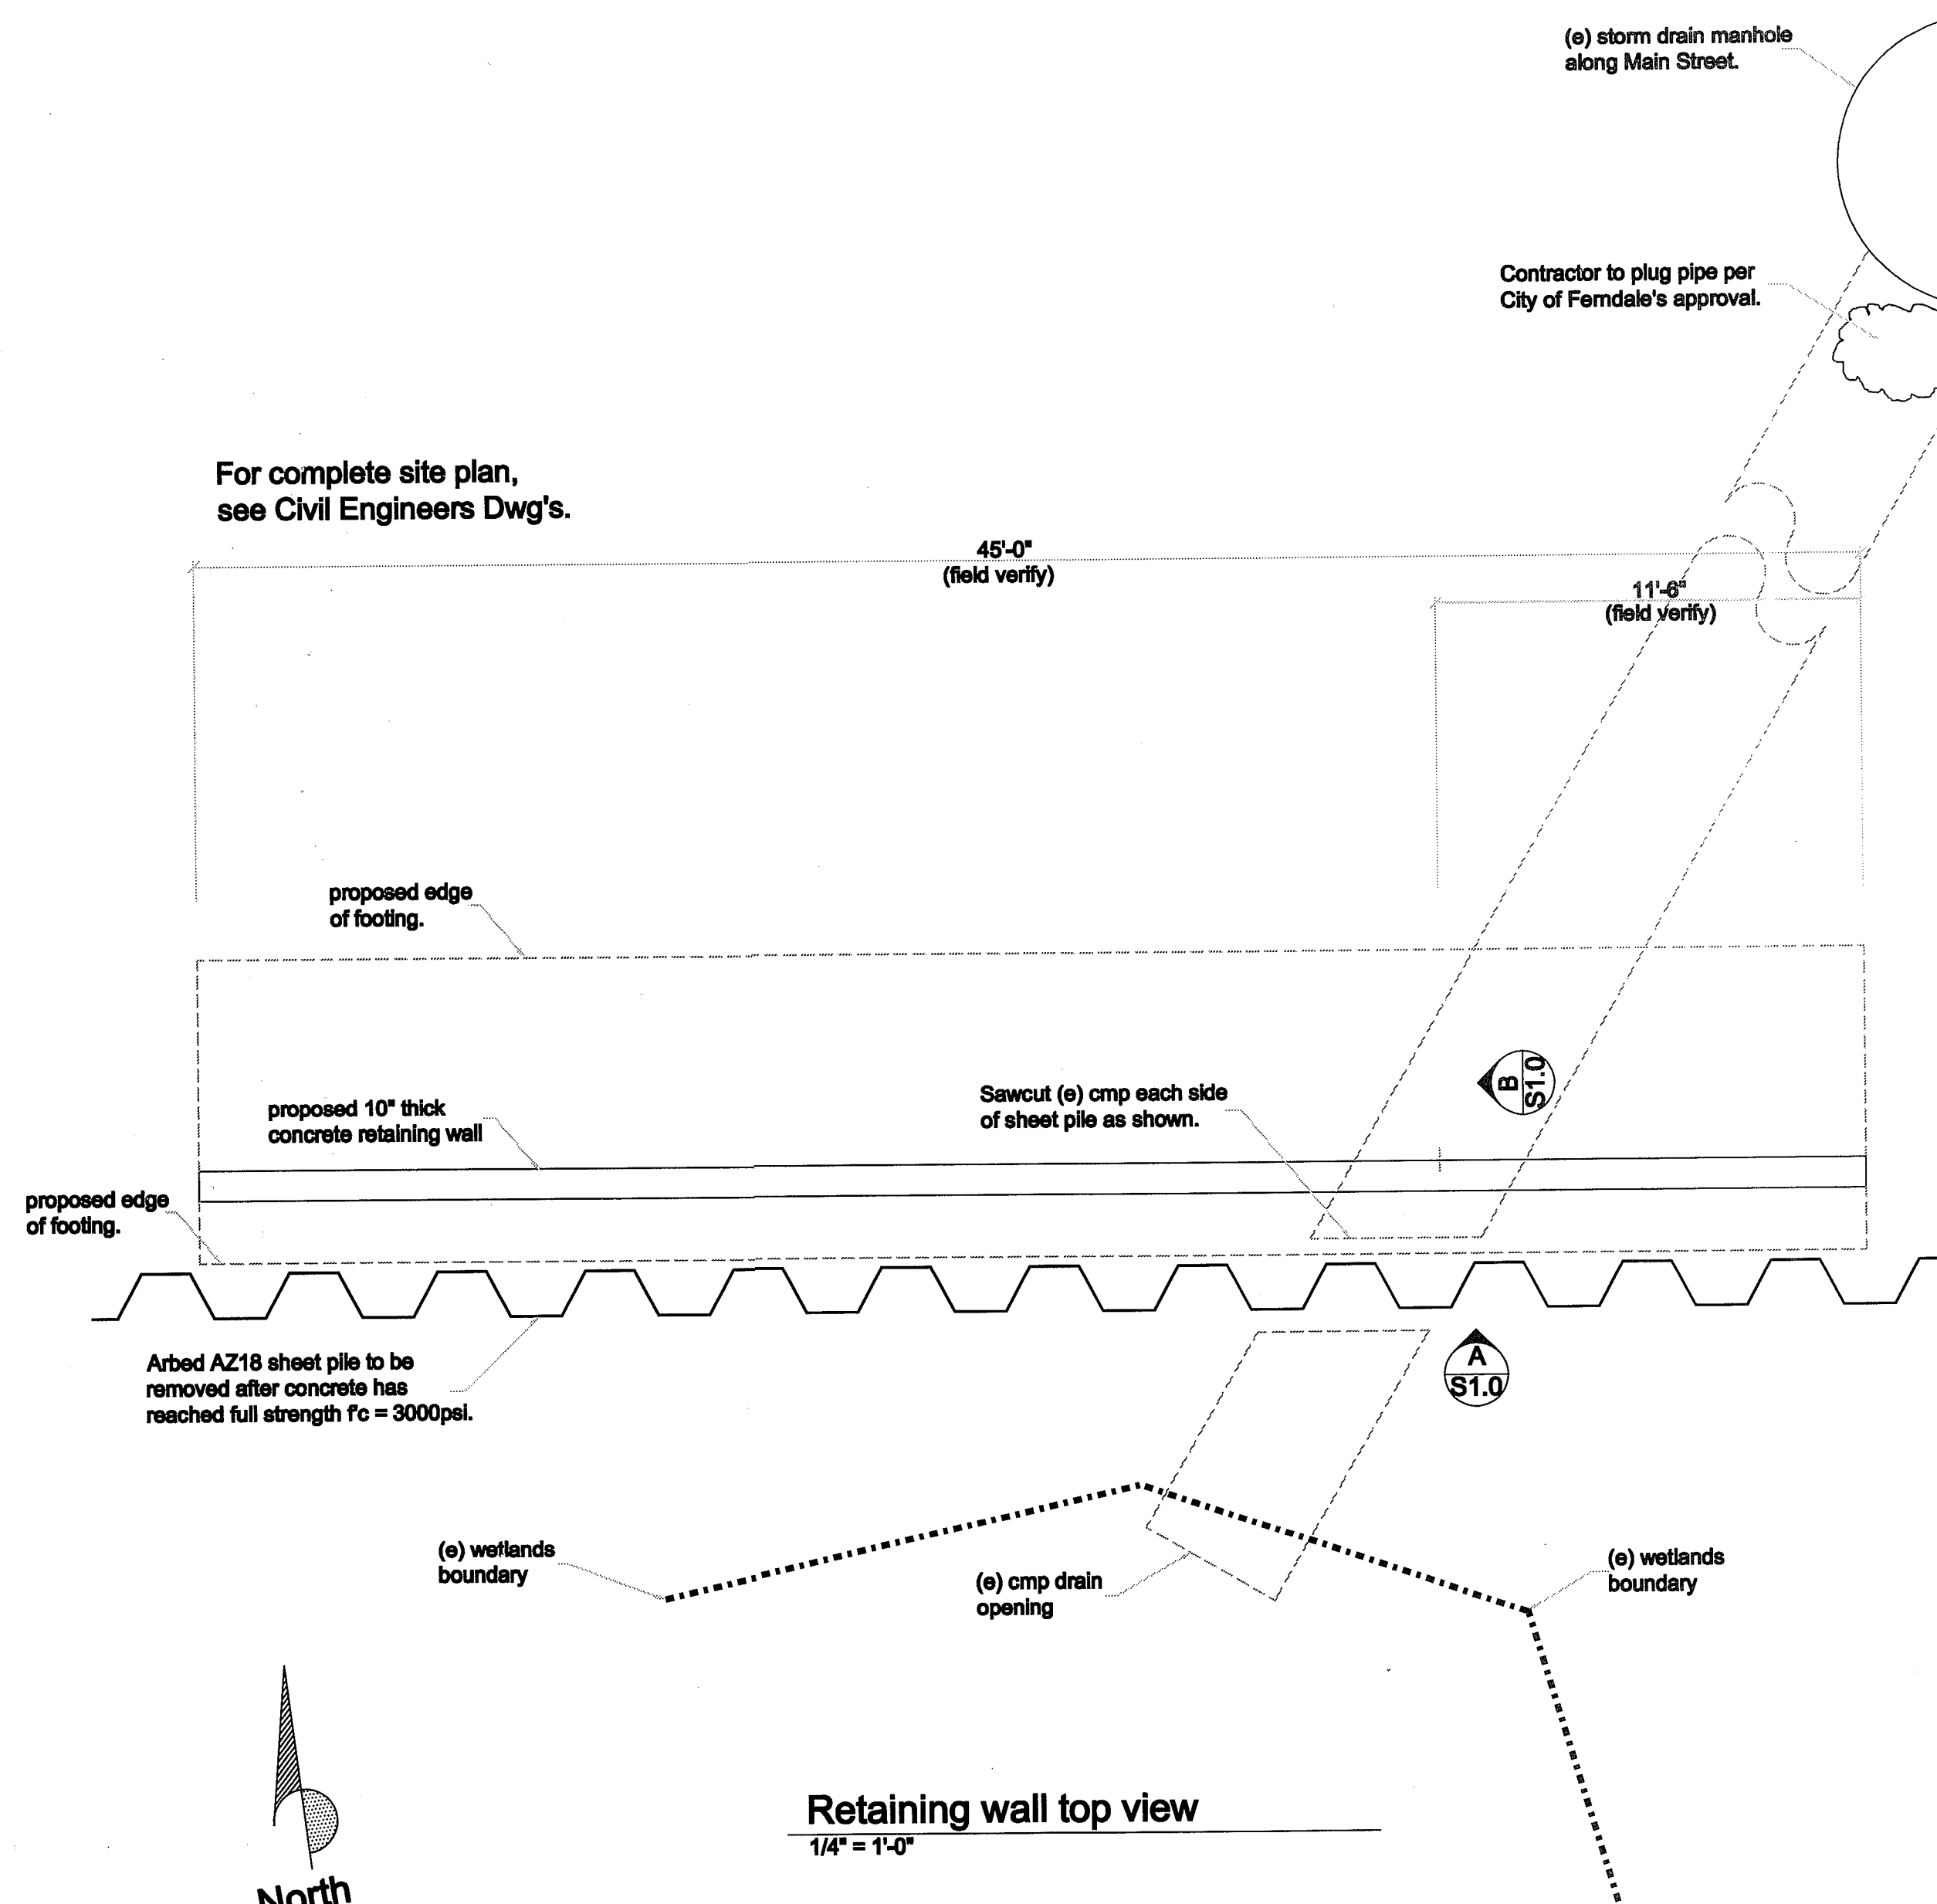 (e) storm drain manhole
along Main Street.
Contractor to plug pipe per
City of Ferndale's approval.
For complete site plan,
see Civil Engineers Dwg's.
45'-0"
(field verify)
11'-6"
(field verify)
proposed edge
of footing.
B
S1.0
Sawcut (e) cmp each side
of sheet pile as shown.
proposed 10" thick
concrete retaining wall
proposed edge
of footing.
Arbed AZ18 sheet pile to be
removed after concrete has
reached full strength f'c = 3000psi.
A
S1.0
(e) wetlands
boundary
(e) cmp drain
opening
(e) wetlands
boundary
Retaining wall top view
1/4" = 1'-0"
North